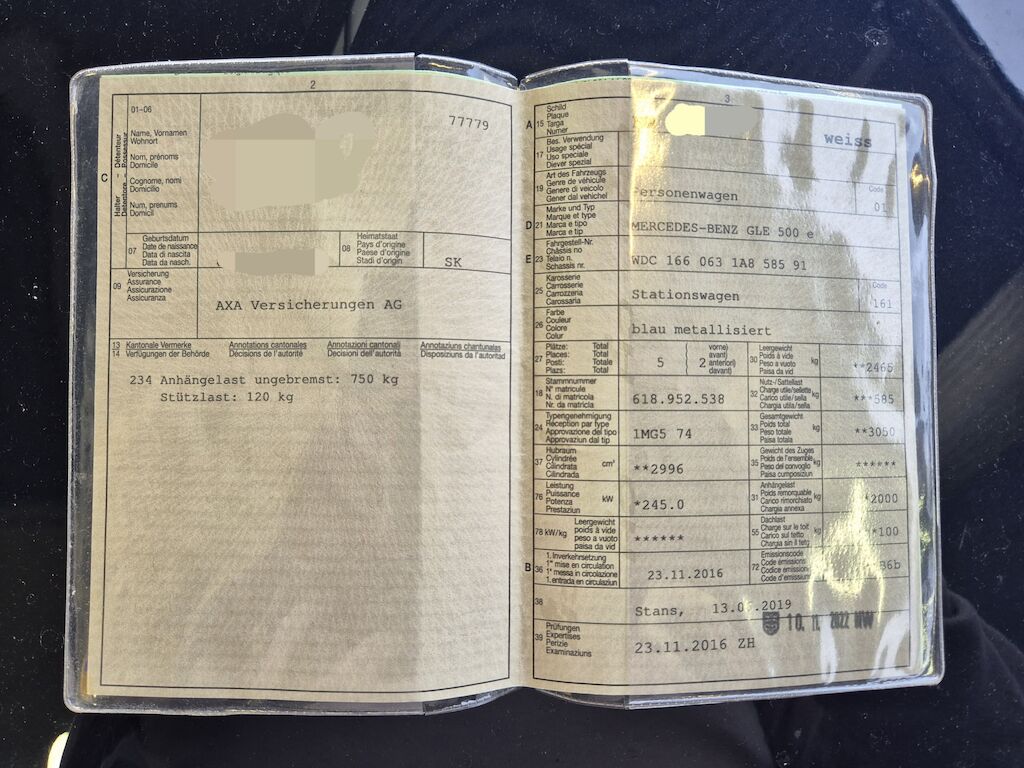 2
01-06
77779
C
Halter – Détenteur
Detentore – Possessur
Name, Vornamen
Wohnort
Nom, prénoms
Domicile
Cognome, nomi
Domicilio
Num, prenums
Domicil
07
Geburtsdatum
Date de naissance
Data di nascita
Data da nasch.
08
Heimatstaat
Pays d'origine
Paese d'origine
Stadi d'origin
SK
09
Versicherung
Assurance
Assicurazione
Assicuranza
AXA Versicherungen AG
13 Kantonale Vermerke Annotations cantonales Annotazioni cantonali Annotaziuns chantunalas
14 Verfügungen der Behörde Décisions de l'autorité Decisioni dell'autorità Disposiziuns da l'autoritad
234 Anhängelast ungebremst: 750 kg
Stützlast: 120 kg
3
A 15
Schild
Plaque
Targa
Numer
weiss
17
Bes. Verwendung
Usage spécial
Uso speciale
Diever spezial
19
Art des Fahrzeugs
Genre de véhicule
Genere di veicolo
Gener dal vehichel
ersonenwagen
Code
01
D 21
Marke und Typ
Marque et type
Marca e tipo
Marca e tip
MERCEDES-BENZ GLE 500 e
E 23
Fahrgestell-Nr.
Châssis no
Telaio n.
Schassis nr.
WDC 166 063 1A8 585 91
25
Karosserie
Carrosserie
Carrozzeria
Carossaria
Stationswagen
Code
161
26
Farbe
Couleur
Colore
Colur
blau metallisiert
27
Plätze: Total
Places: Total
Posti: Totale
Plazs: Total
5
2
vorne)
avant)
anteriori)
davant)
30
Leergewicht
Poids à vide
Peso a vuoto
Paisa da vid
kg
**2465
18
Stammnummer
N° matricule
N. di matricola
Nr. da matricla
618.952.538
32
Nutz-/Sattellast
Charge utile/sellette
Carico utile/sella
Chargia utila/sella
kg
***585
24
Typengenehmigung
Réception par type
Approvazione del tipo
Approvaziun dal tip
1MG5 74
33
Gesamtgewicht
Poids total
Peso totale
Paisa totala
kg
**3050
37
Hubraum
Cylindrée
Cilindrata
Cilindrada
cm³
**2996
35
Gewicht des Zuges
Poids de l'ensemble
Peso del convoglio
Paisa cumposiziun
kg
******
76
Leistung
Puissance
Potenza
Prestaziun
kW
*245.0
31
Anhängelast
Poids remorquable
Carico rimorchiato
Chargia annexa
kg
*2000
78 kW/kg
Leergewicht
poids à vide
peso a vuoto
paisa da vid
******
55
Dachlast
Charge sur le toit
Carico sul tetto
Chargia sin il tetg
kg
*100
B 36
1. Inverkehrsetzung
1re mise en circulation
1a messa in circolazione
1. entrada en circulaziun
23.11.2016
72
Emissionscode
Code émissions
Codice emissioni
Code d'emissiuns
36b
38
Stans, 13.0 .2019
10. 11. 2022 NW
39
Prüfungen
Expertises
Perizie
Examinaziuns
23.11.2016 ZH